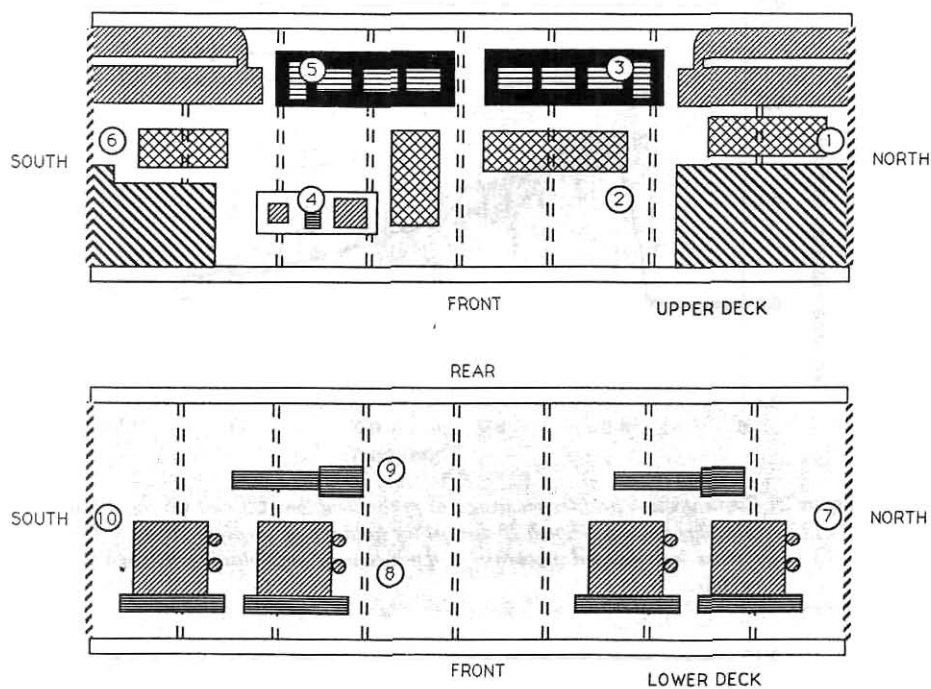 5 3
6 1
SOUTH NORTH
4 2
FRONT UPPER DECK
REAR
9
SOUTH 10 7 NORTH
8
FRONT LOWER DECK